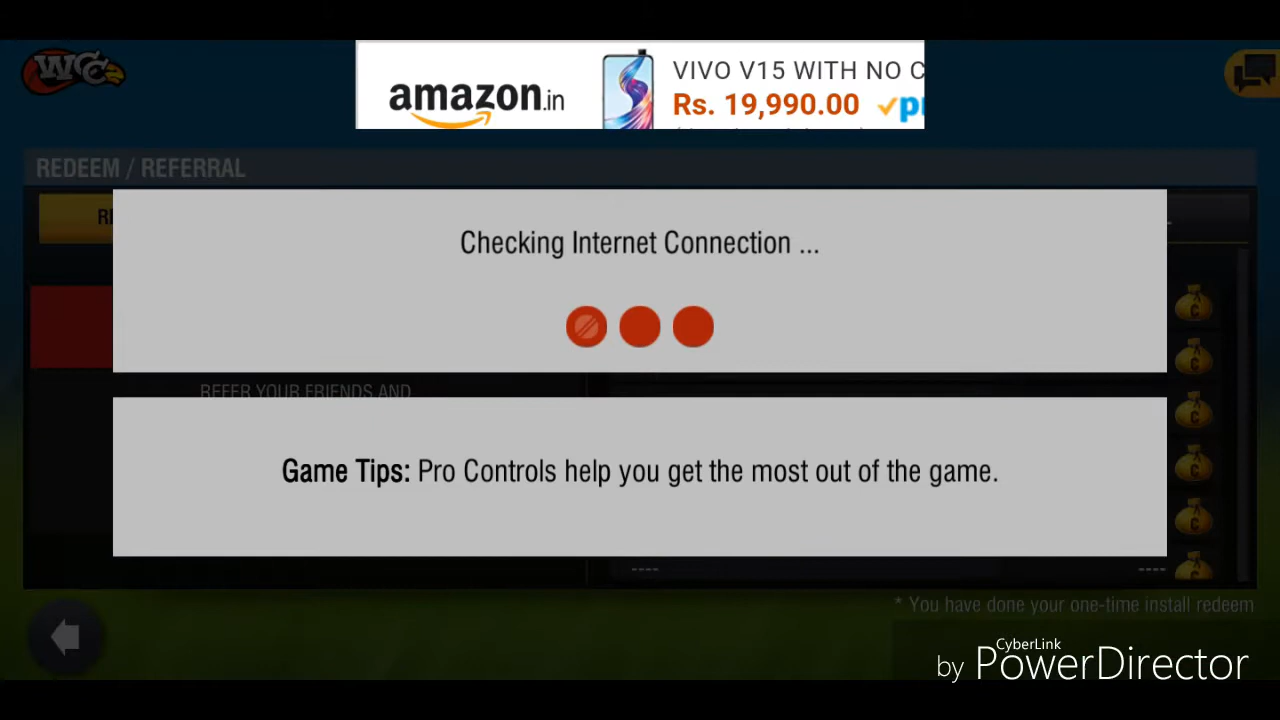 WCC
amazon.in
VIVO V15 WITH NO C
Rs. 19,990.00
REDEEM / REFERRAL
Checking Internet Connection ...
REFER YOUR FRIENDS AND
Game Tips: Pro Controls help you get the most out of the game.
---- ----
* You have done your one-time install redeem
CyberLink
by PowerDirector